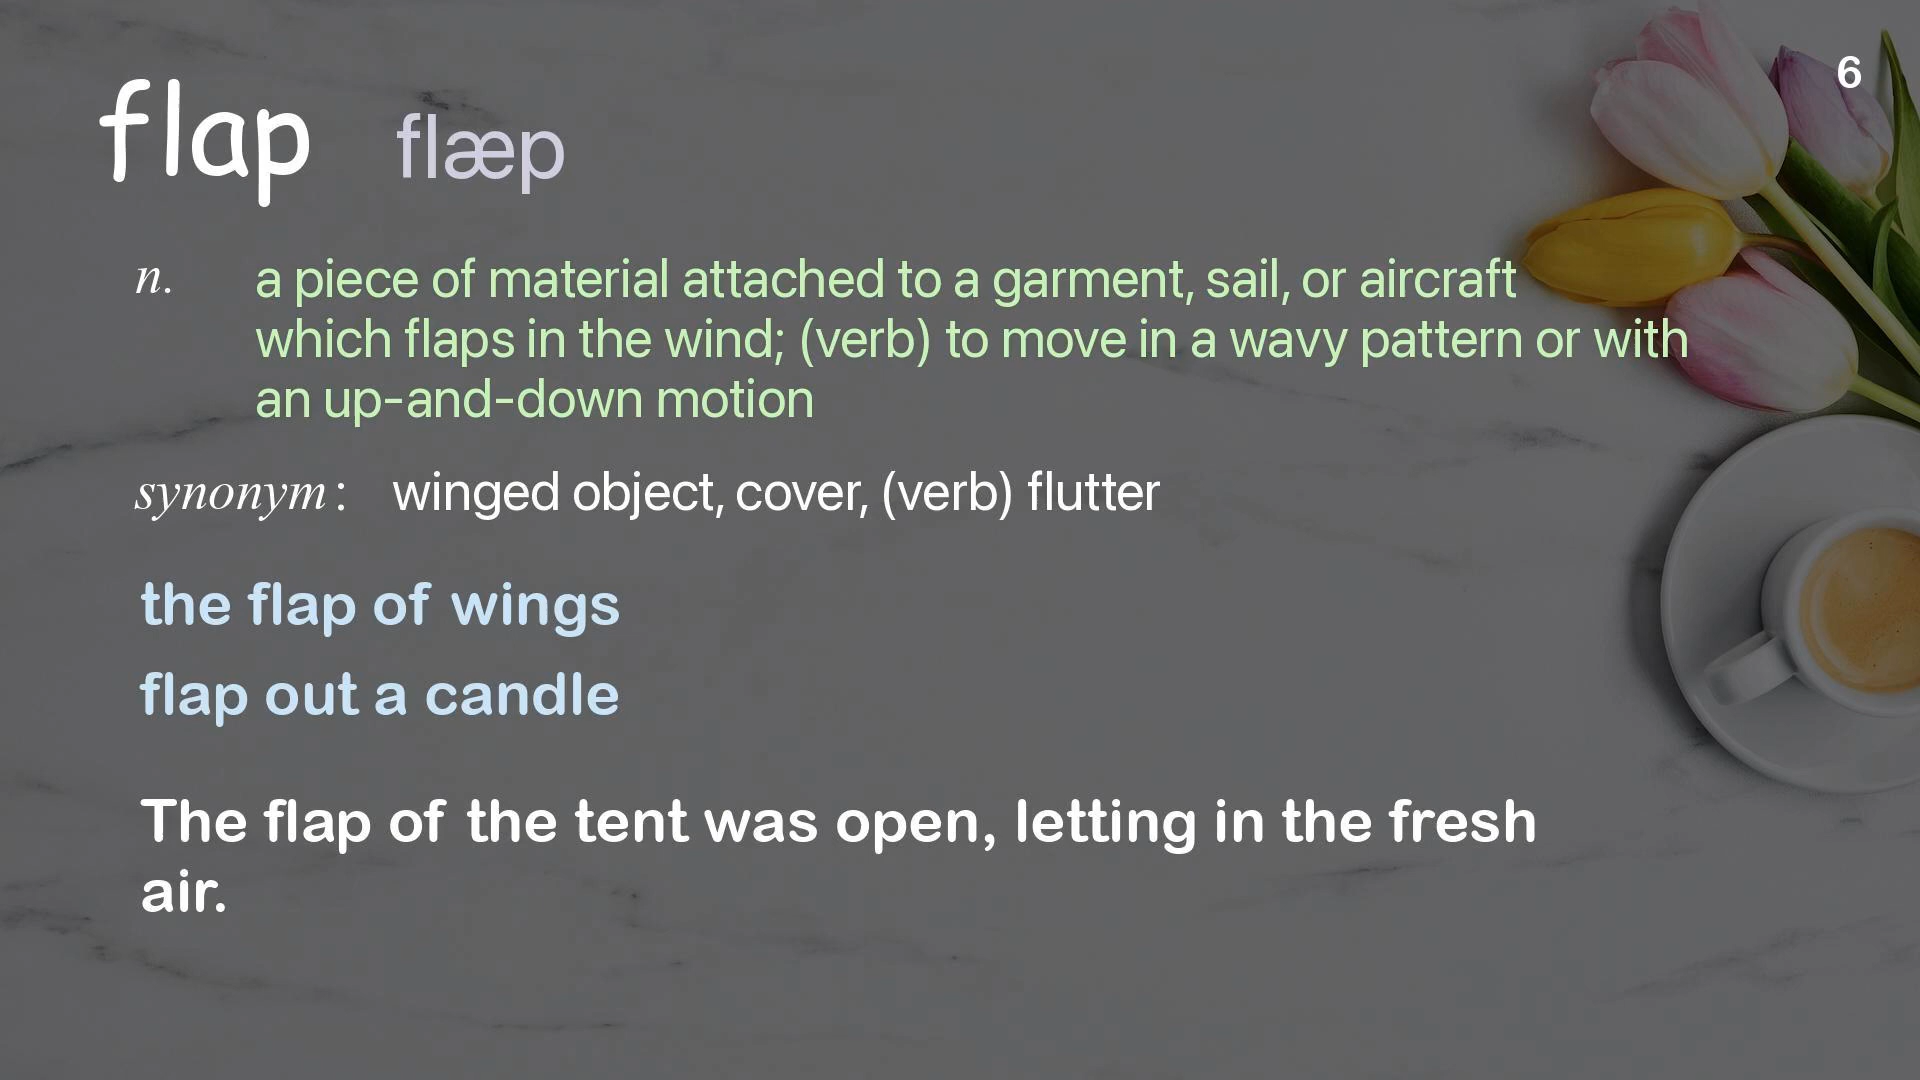 6
flap flæp
n. a piece of material attached to a garment, sail, or aircraft
which flaps in the wind; (verb) to move in a wavy pattern or with
an up-and-down motion
synonym: winged object, cover, (verb) flutter
the flap of wings
flap out a candle
The flap of the tent was open, letting in the fresh
air.